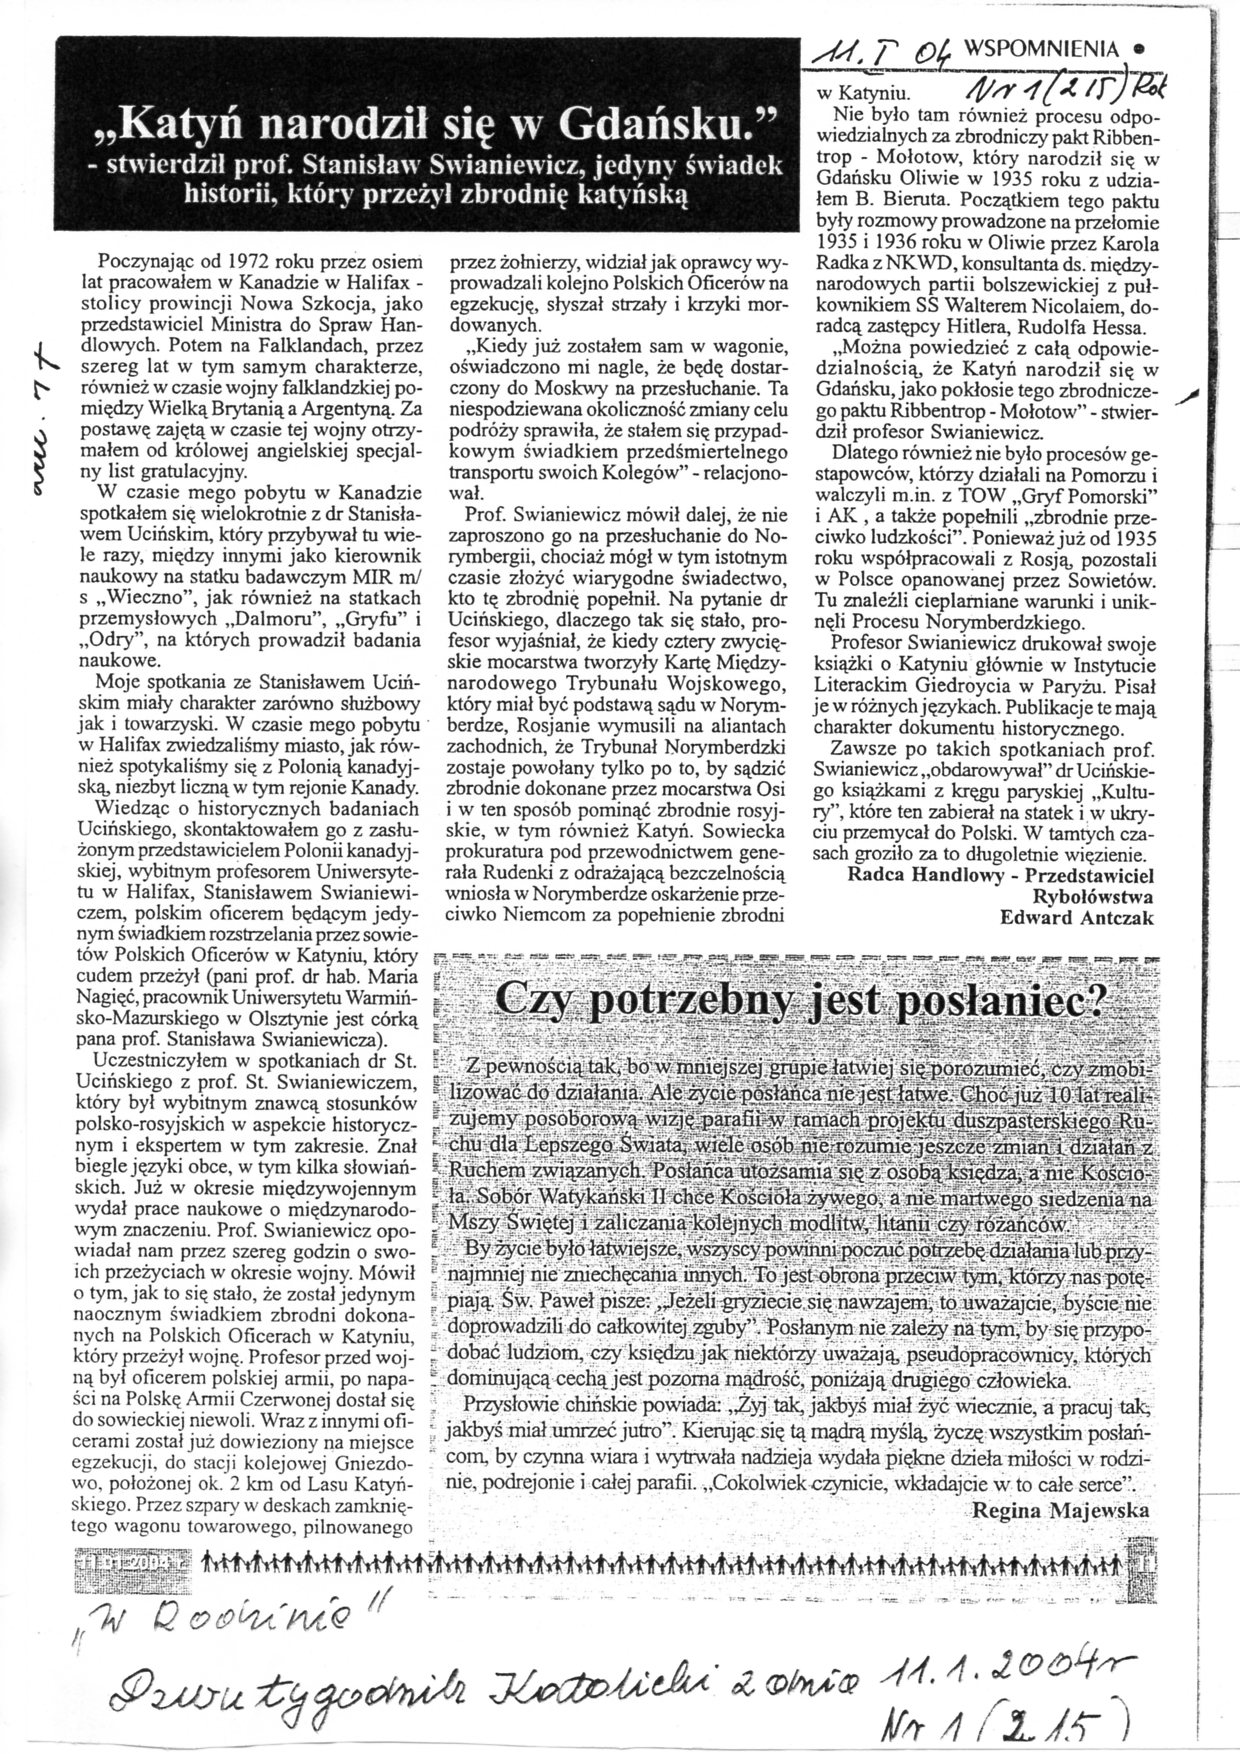 11. I 04 WSPOMNIENIA •
Nr 1 (215) Rok
„Katyń narodził się w Gdańsku.”
- stwierdził prof. Stanisław Swianiewicz, jedyny świadek
historii, który przeżył zbrodnię katyńską
Poczynając od 1972 roku przez osiem
lat pracowałem w Kanadzie w Halifax -
stolicy prowincji Nowa Szkocja, jako
przedstawiciel Ministra do Spraw Han-
dlowych. Potem na Falklandach, przez
szereg lat w tym samym charakterze,
również w czasie wojny falklandzkiej po-
między Wielką Brytanią a Argentyną. Za
postawę zajętą w czasie tej wojny otrzy-
małem od królowej angielskiej specjal-
ny list gratulacyjny.
W czasie mego pobytu w Kanadzie
spotkałem się wielokrotnie z dr Stanisła-
wem Ucińskim, który przybywał tu wie-
le razy, między innymi jako kierownik
naukowy na statku badawczym MIR m/
s „Wieczno”, jak również na statkach
przemysłowych „Dalmoru”, „Gryfu” i
„Odry”, na których prowadził badania
naukowe.
Moje spotkania ze Stanisławem Uciń-
skim miały charakter zarówno służbowy
jak i towarzyski. W czasie mego pobytu
w Halifax zwiedzaliśmy miasto, jak rów-
nież spotykaliśmy się z Polonią kanadyj-
ską, niezbyt liczną w tym rejonie Kanady.
Wiedząc o historycznych badaniach
Ucińskiego, skontaktowałem go z zasłu-
żonym przedstawicielem Polonii kanadyj-
skiej, wybitnym profesorem Uniwersyte-
tu w Halifax, Stanisławem Swianiewi-
czem, polskim oficerem będącym jedy-
nym świadkiem rozstrzelania przez sowie-
tów Polskich Oficerów w Katyniu, który
cudem przeżył (pani prof. dr hab. Maria
Nagięć, pracownik Uniwersytetu Warmiń-
sko-Mazurskiego w Olsztynie jest córką
pana prof. Stanisława Swianiewicza).
Uczestniczyłem w spotkaniach dr St.
Ucińskiego z prof. St. Swianiewiczem,
który był wybitnym znawcą stosunków
polsko-rosyjskich w aspekcie historycz-
nym i ekspertem w tym zakresie. Znał
biegle języki obce, w tym kilka słowiań-
skich. Już w okresie międzywojennym
wydał prace naukowe o międzynarodo-
wym znaczeniu. Prof. Swianiewicz opo-
wiadał nam przez szereg godzin o swo-
ich przeżyciach w okresie wojny. Mówił
o tym, jak to się stało, że został jedynym
naocznym świadkiem zbrodni dokona-
nych na Polskich Oficerach w Katyniu,
który przeżył wojnę. Profesor przed woj-
ną był oficerem polskiej armii, po napa-
ści na Polskę Armii Czerwonej dostał się
do sowieckiej niewoli. Wraz z innymi ofi-
cerami został już dowieziony na miejsce
egzekucji, do stacji kolejowej Gniezdo-
wo, położonej ok. 2 km od Lasu Katyń-
skiego. Przez szpary w deskach zamknię-
tego wagonu towarowego, pilnowanego
przez żołnierzy, widział jak oprawcy wy-
prowadzali kolejno Polskich Oficerów na
egzekucję, słyszał strzały i krzyki mor-
dowanych.
„Kiedy już zostałem sam w wagonie,
oświadczono mi nagle, że będę dostar-
czony do Moskwy na przesłuchanie. Ta
niespodziewana okoliczność zmiany celu
podróży sprawiła, że stałem się przypad-
kowym świadkiem przedśmiertelnego
transportu swoich Kolegów” - relacjono-
wał.
Prof. Swianiewicz mówił dalej, że nie
zaproszono go na przesłuchanie do No-
rymbergii, chociaż mógł w tym istotnym
czasie złożyć wiarygodne świadectwo,
kto tę zbrodnię popełnił. Na pytanie dr
Ucińskiego, dlaczego tak się stało, pro-
fesor wyjaśniał, że kiedy cztery zwycię-
skie mocarstwa tworzyły Kartę Między-
narodowego Trybunału Wojskowego,
który miał być podstawą sądu w Norym-
berdze, Rosjanie wymusili na aliantach
zachodnich, że Trybunał Norymberdzki
zostaje powołany tylko po to, by sądzić
zbrodnie dokonane przez mocarstwa Osi
i w ten sposób pominąć zbrodnie rosyj-
skie, w tym również Katyń. Sowiecka
prokuratura pod przewodnictwem gene-
rała Rudenki z odrażającą bezczelnością
wniosła w Norymberdze oskarżenie prze-
ciwko Niemcom za popełnienie zbrodni
w Katyniu.
Nie było tam również procesu odpo-
wiedzialnych za zbrodniczy pakt Ribben-
trop - Mołotow, który narodził się w
Gdańsku Oliwie w 1935 roku z udzia-
łem B. Bieruta. Początkiem tego paktu
były rozmowy prowadzone na przełomie
1935 i 1936 roku w Oliwie przez Karola
Radka z NKWD, konsultanta ds. między-
narodowych partii bolszewickiej z puł-
kownikiem SS Walterem Nicolaiem, do-
radcą zastępcy Hitlera, Rudolfa Hessa.
„Można powiedzieć z całą odpowie-
dzialnością, że Katyń narodził się w
Gdańsku, jako pokłosie tego zbrodnicze-
go paktu Ribbentrop - Mołotow” - stwier-
dził profesor Swianiewicz.
Dlatego również nie było procesów ge-
stapowców, którzy działali na Pomorzu i
walczyli m.in. z TOW „Gryf Pomorski”
i AK , a także popełnili „zbrodnie prze-
ciwko ludzkości”. Ponieważ już od 1935
roku współpracowali z Rosją, pozostali
w Polsce opanowanej przez Sowietów.
Tu znaleźli cieplarniane warunki i unik-
nęli Procesu Norymberdzkiego.
Profesor Swianiewicz drukował swoje
książki o Katyniu głównie w Instytucie
Literackim Giedroycia w Paryżu. Pisał
je w różnych językach. Publikacje te mają
charakter dokumentu historycznego.
Zawsze po takich spotkaniach prof.
Swianiewicz „obdarowywał” dr Ucińskie-
go książkami z kręgu paryskiej „Kultu-
ry”, które ten zabierał na statek i w ukry-
ciu przemycał do Polski. W tamtych cza-
sach groziło za to długoletnie więzienie.
Radca Handlowy - Przedstawiciel
Rybołówstwa
Edward Antczak
Czy potrzebny jest posłaniec?
Z pewnością tak, bo w mniejszej grupie łatwiej się porozumieć, czy zmobi-
lizować do działania. Ale życie posłańca nie jest łatwe. Choć już 10 lat reali-
zujemy posoborową wizję parafii w ramach projektu duszpasterskiego Ru-
chu dla Lepszego Świata, wiele osób nie rozumie jeszcze zmian i działań z
Ruchem związanych. Posłańca utożsamia się z osobą księdza, a nie Kościo-
ła. Sobór Watykański II chce Kościoła żywego, a nie martwego siedzenia na
Mszy Świętej i zaliczania kolejnych modlitw, litanii czy różańców.
By życie było łatwiejsze, wszyscy powinni poczuć potrzebę działania lub przy-
najmniej nie zniechęcania innych. To jest obrona przeciw tym, którzy nas potę-
piają. Św. Paweł pisze: „Jeżeli gryziecie się nawzajem, to uważajcie, byście nie
doprowadzili do całkowitej zguby”. Posłanym nie zależy na tym, by się przypo-
dobać ludziom, czy księdzu jak niektórzy uważają, pseudopracownicy, których
dominującą cechą jest pozorna mądrość, poniżają drugiego człowieka.
Przysłowie chińskie powiada: „Żyj tak, jakbyś miał żyć wiecznie, a pracuj tak,
jakbyś miał umrzeć jutro”. Kierując się tą mądrą myślą, życzę wszystkim posłań-
com, by czynna wiara i wytrwała nadzieja wydała piękne dzieła miłości w rodzi-
nie, podrejonie i całej parafii. „Cokolwiek czynicie, wkładajcie w to całe serce”.
Regina Majewska
11.01.2004 r. 11
„W Rodzinie”
Dwutygodnik Katolicki z dnia 11.1.2004r
Nr 1 (215)